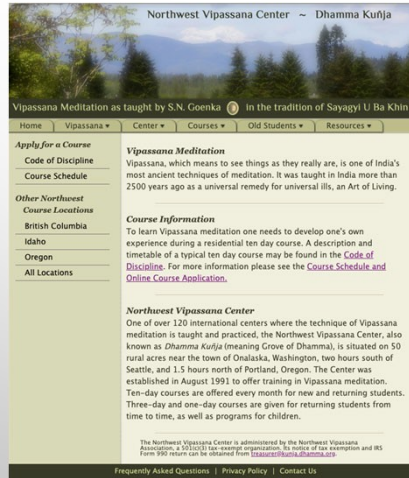 Northwest Vipassana Center ~ Dhamma Kuñja
Vipassana Meditation as taught by S.N. Goenka in the tradition of Sayagyi U Ba Khin
Home Vipassana ▾ Center ▾ Courses ▾ Old Students ▾ Resources ▾
Apply for a Course
Code of Discipline
Course Schedule
Other Northwest
Course Locations
British Columbia
Idaho
Oregon
All Locations
Vipassana Meditation
Vipassana, which means to see things as they really are, is one of India's
most ancient techniques of meditation. It was taught in India more than
2500 years ago as a universal remedy for universal ills, an Art of Living.
Course Information
To learn Vipassana meditation one needs to develop one's own
experience during a residential ten day course. A description and
timetable of a typical ten day course may be found in the Code of
Discipline. For more information please see the Course Schedule and
Online Course Application.
Northwest Vipassana Center
One of over 120 international centers where the technique of Vipassana
meditation is taught and practiced, the Northwest Vipassana Center, also
known as Dhamma Kuñja (meaning Grove of Dhamma), is situated on 50
rural acres near the town of Onalaska, Washington, two hours south of
Seattle, and 1.5 hours north of Portland, Oregon. The Center was
established in August 1991 to offer training in Vipassana meditation.
Ten-day courses are offered every month for new and returning students.
Three-day and one-day courses are given for returning students from
time to time, as well as programs for children.
The Northwest Vipassana Center is administered by the Northwest Vipassana
Association, a 501(c)(3) tax-exempt organization. Its notice of tax exemption and IRS
Form 990 return can be obtained from treasurer@kunja.dhamma.org.
Frequently Asked Questions | Privacy Policy | Contact Us